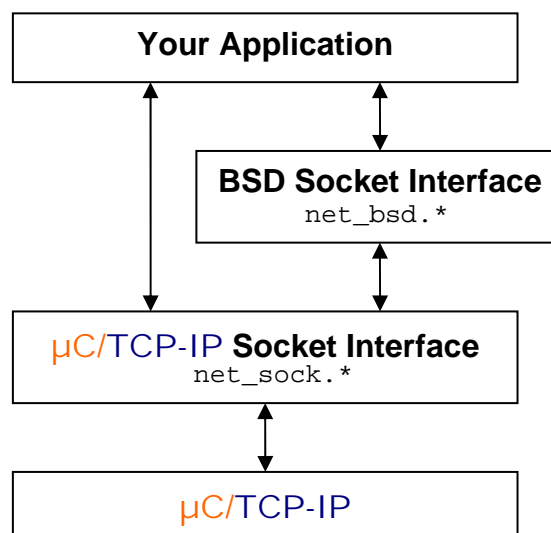 Your Application
BSD Socket Interface
net_bsd.*
µC/TCP-IP Socket Interface
net_sock.*
µC/TCP-IP